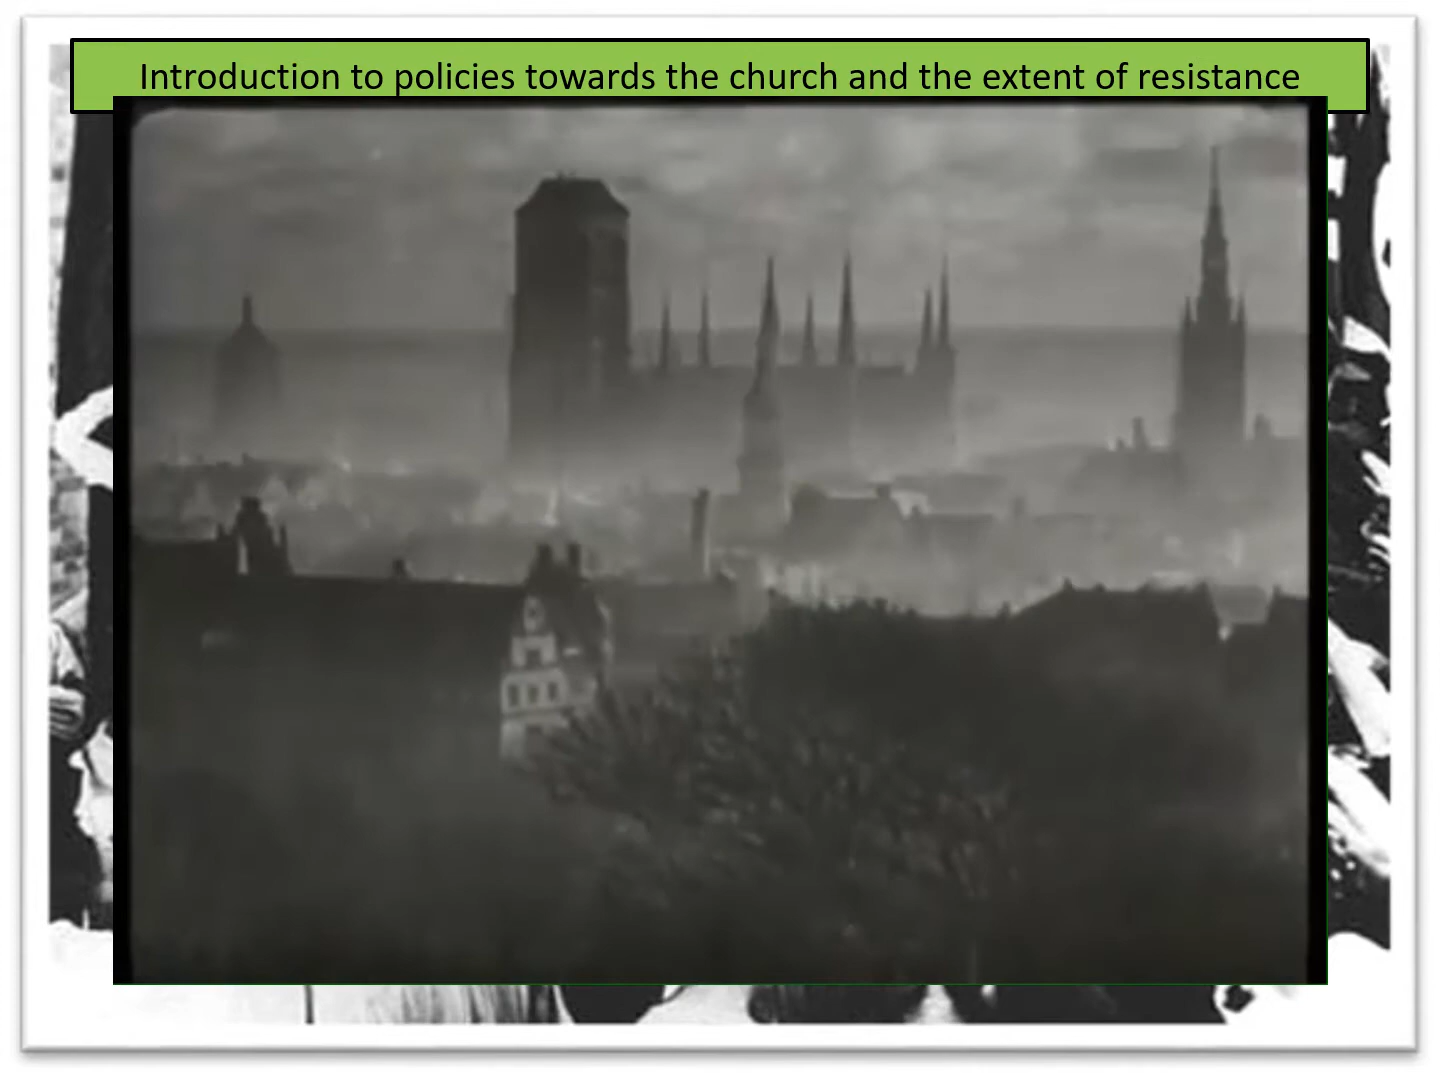 Introduction to policies towards the church and the extent of resistance